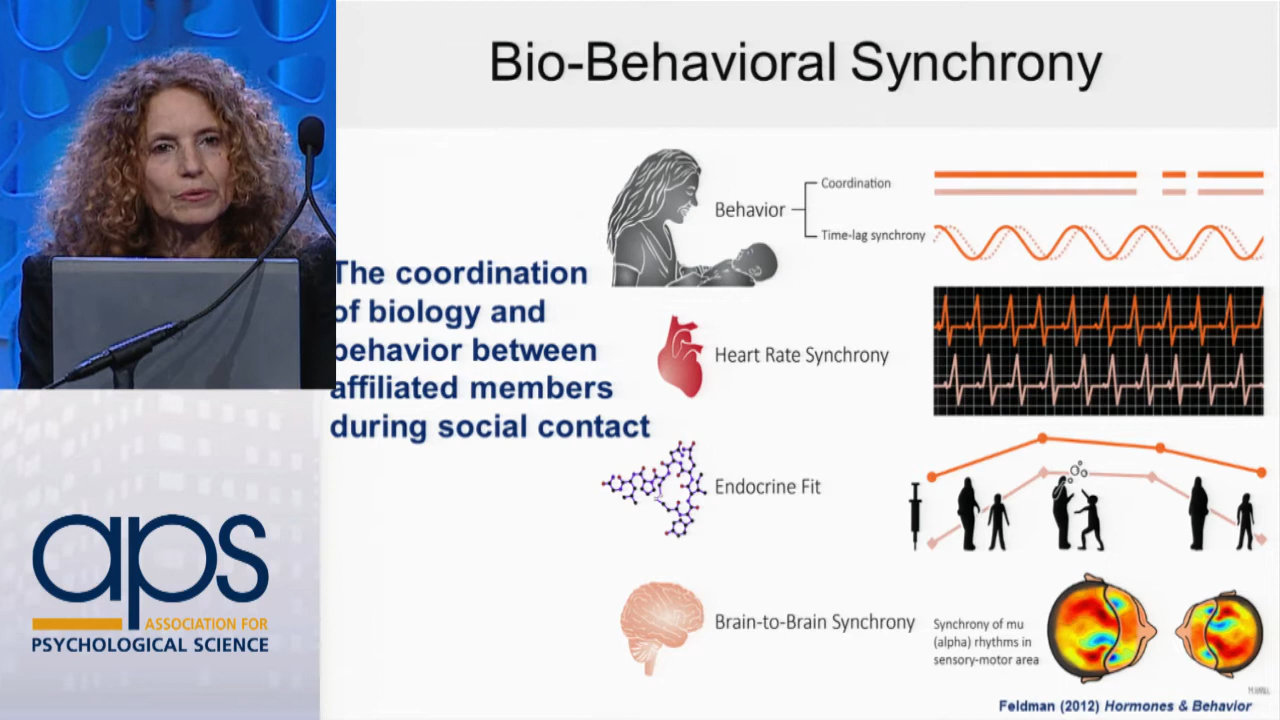 Bio-Behavioral Synchrony
The coordination
of biology and
behavior between
affiliated members
during social contact
Behavior
Coordination
Time-lag synchrony
Heart Rate Synchrony
Endocrine Fit
Brain-to-Brain Synchrony
Synchrony of mu
(alpha) rhythms in
sensory-motor area
Feldman (2012) Hormones & Behavior
aps
ASSOCIATION FOR
PSYCHOLOGICAL SCIENCE